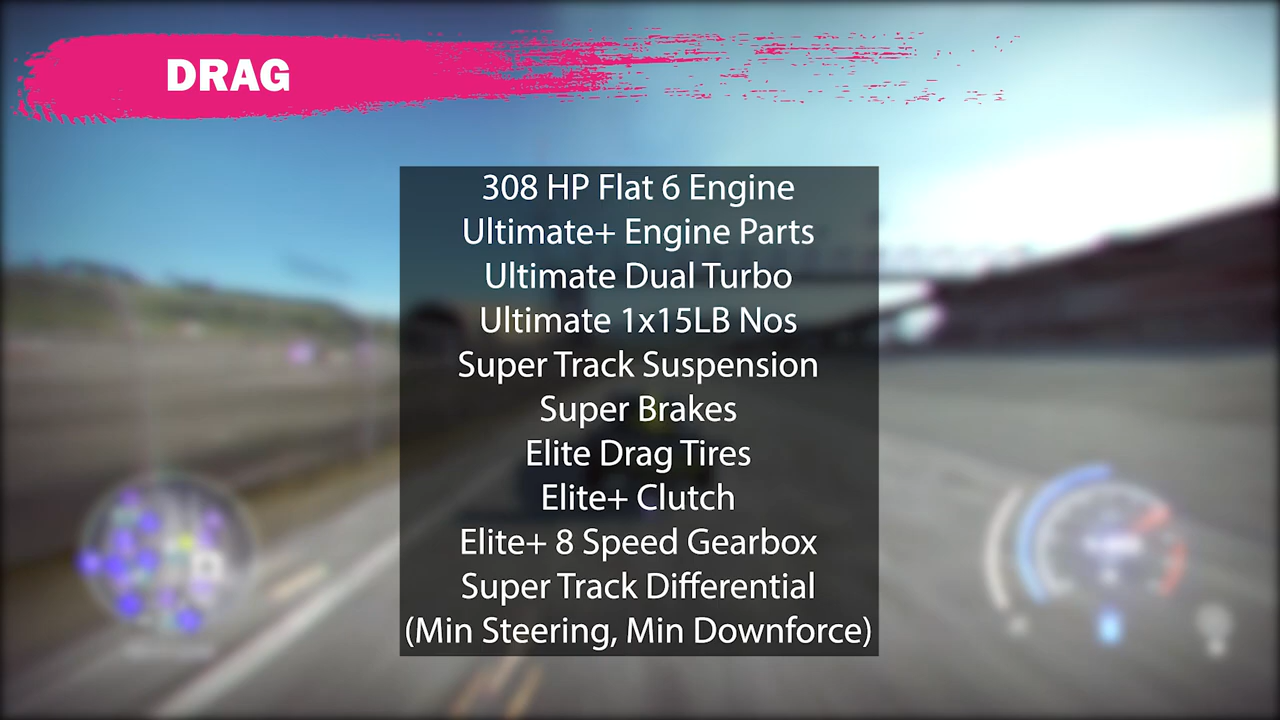 DRAG
308 HP Flat 6 Engine
Ultimate+ Engine Parts
Ultimate Dual Turbo
Ultimate 1x15LB Nos
Super Track Suspension
Super Brakes
Elite Drag Tires
Elite+ Clutch
Elite+ 8 Speed Gearbox
Super Track Differential
(Min Steering, Min Downforce)